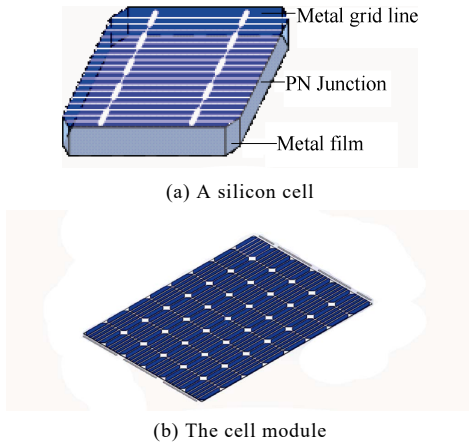 Metal grid line
PN Junction
Metal film
(a) A silicon cell
(b) The cell module